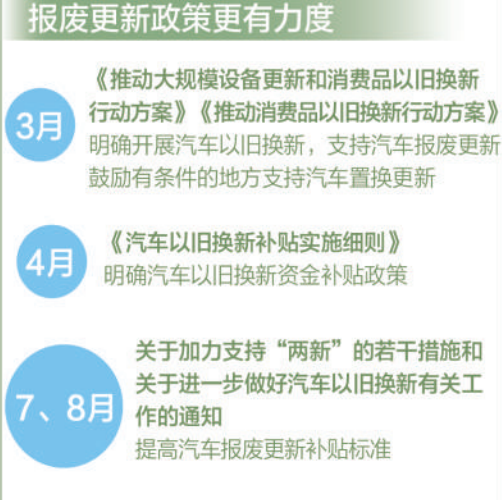 报废更新政策更有力度
《推动大规模设备更新和消费品以旧换新
行动方案》《推动消费品以旧换新行动方案》
3月
明确开展汽车以旧换新，支持汽车报废更新
鼓励有条件的地方支持汽车置换更新
《汽车以旧换新补贴实施细则》
4月
明确汽车以旧换新资金补贴政策
关于加力支持“两新”的若干措施和
关于进一步做好汽车以旧换新有关工
7、8月
作的通知
提高汽车报废更新补贴标准